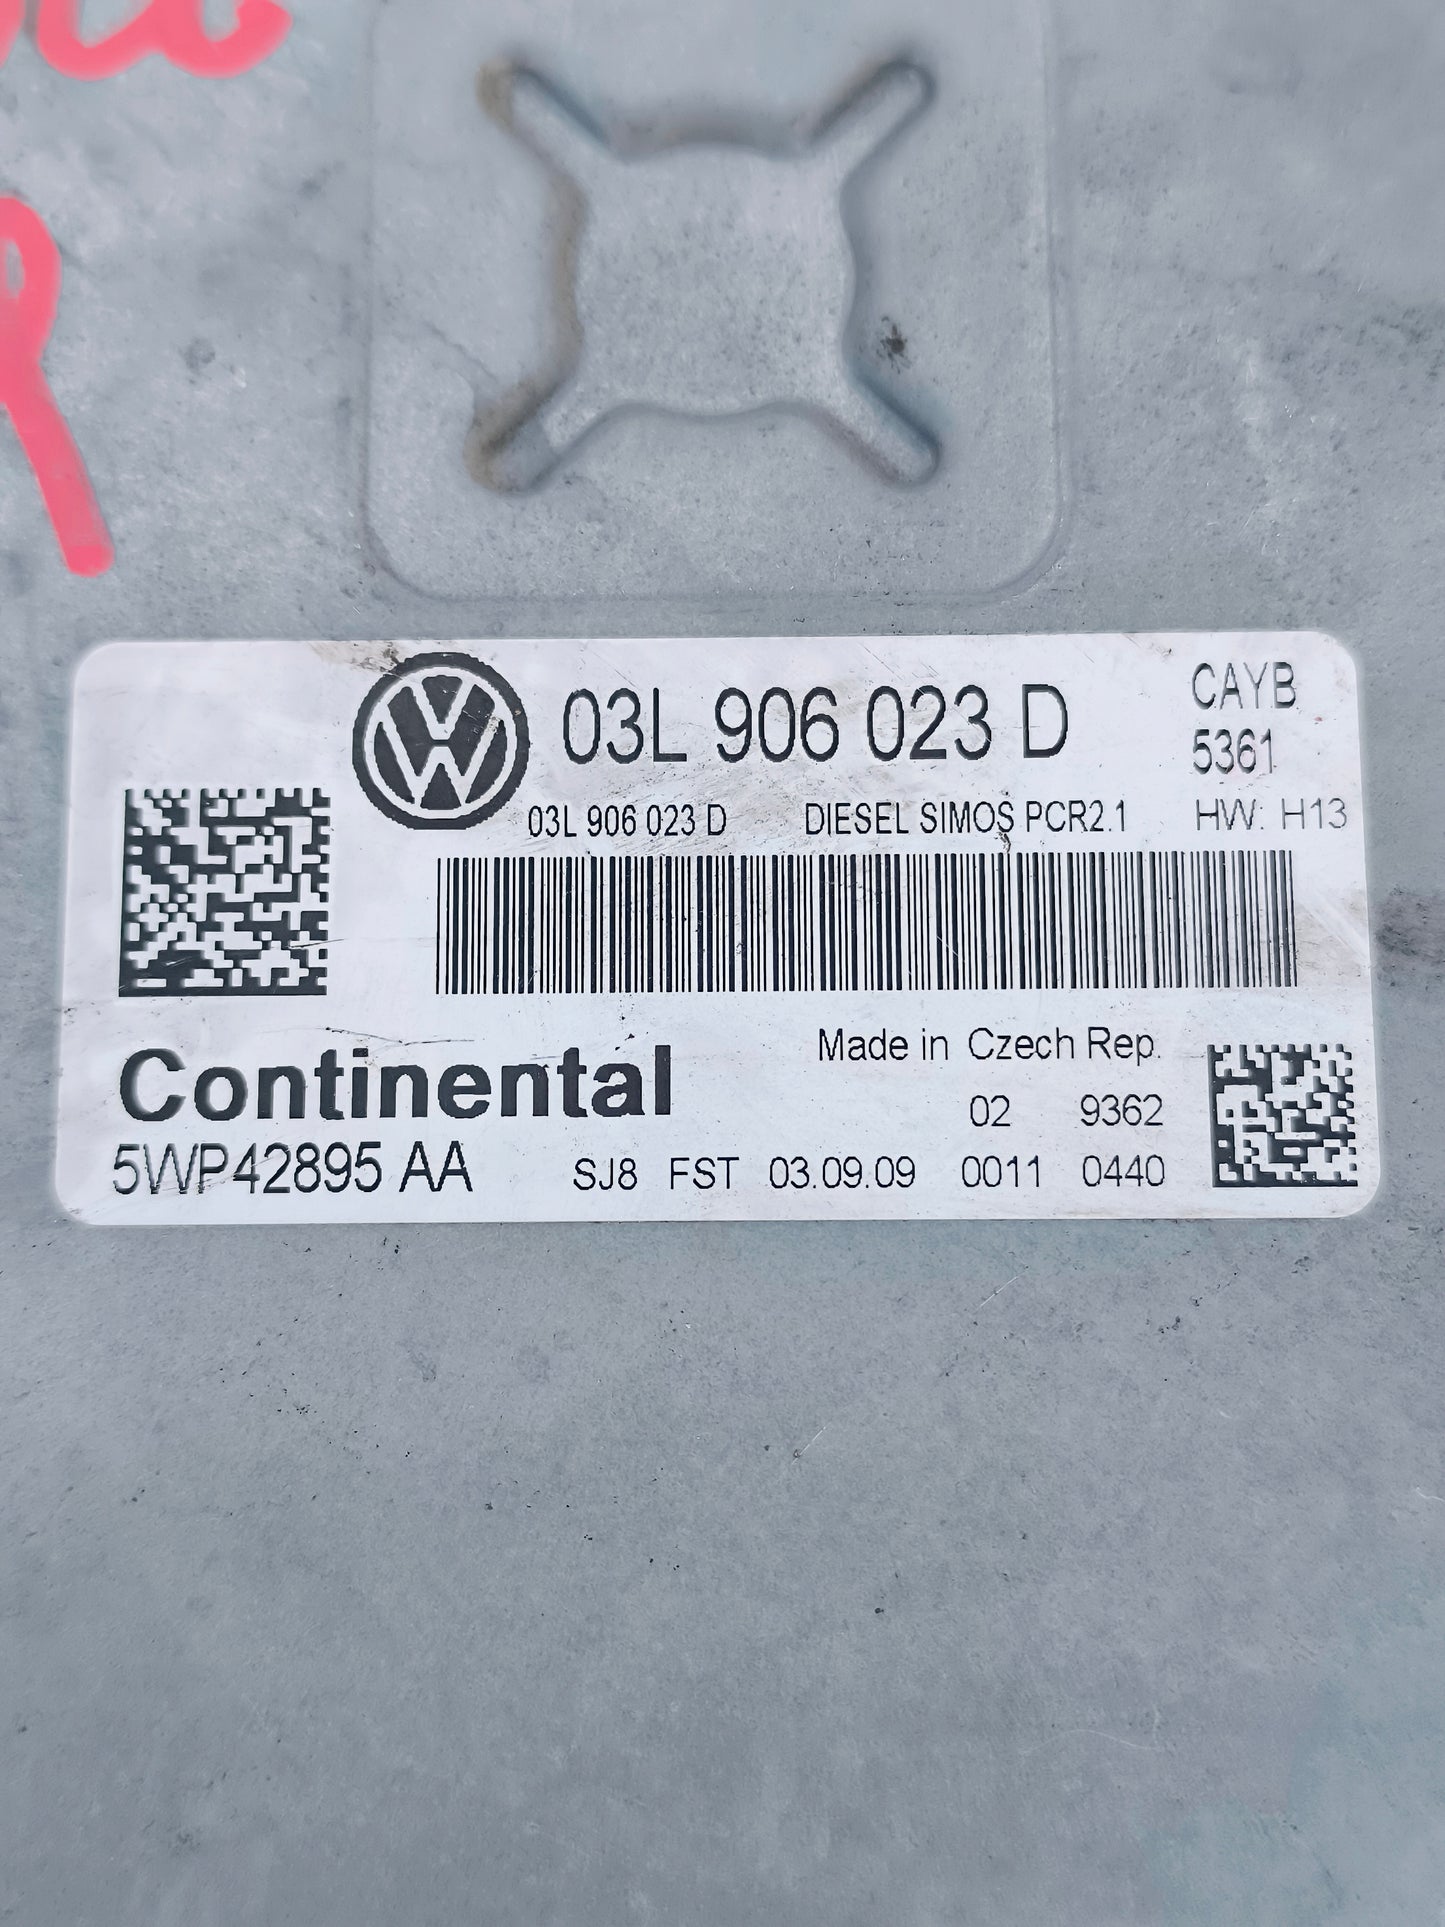 03L 906 023 D
CAYB
5361
03L 906 023 D DIESEL SIMOS PCR2.1 HW: H13
Made in Czech Rep.
Continental
02 9362
5WP42895 AA SJ8 FST 03.09.09 0011 0440